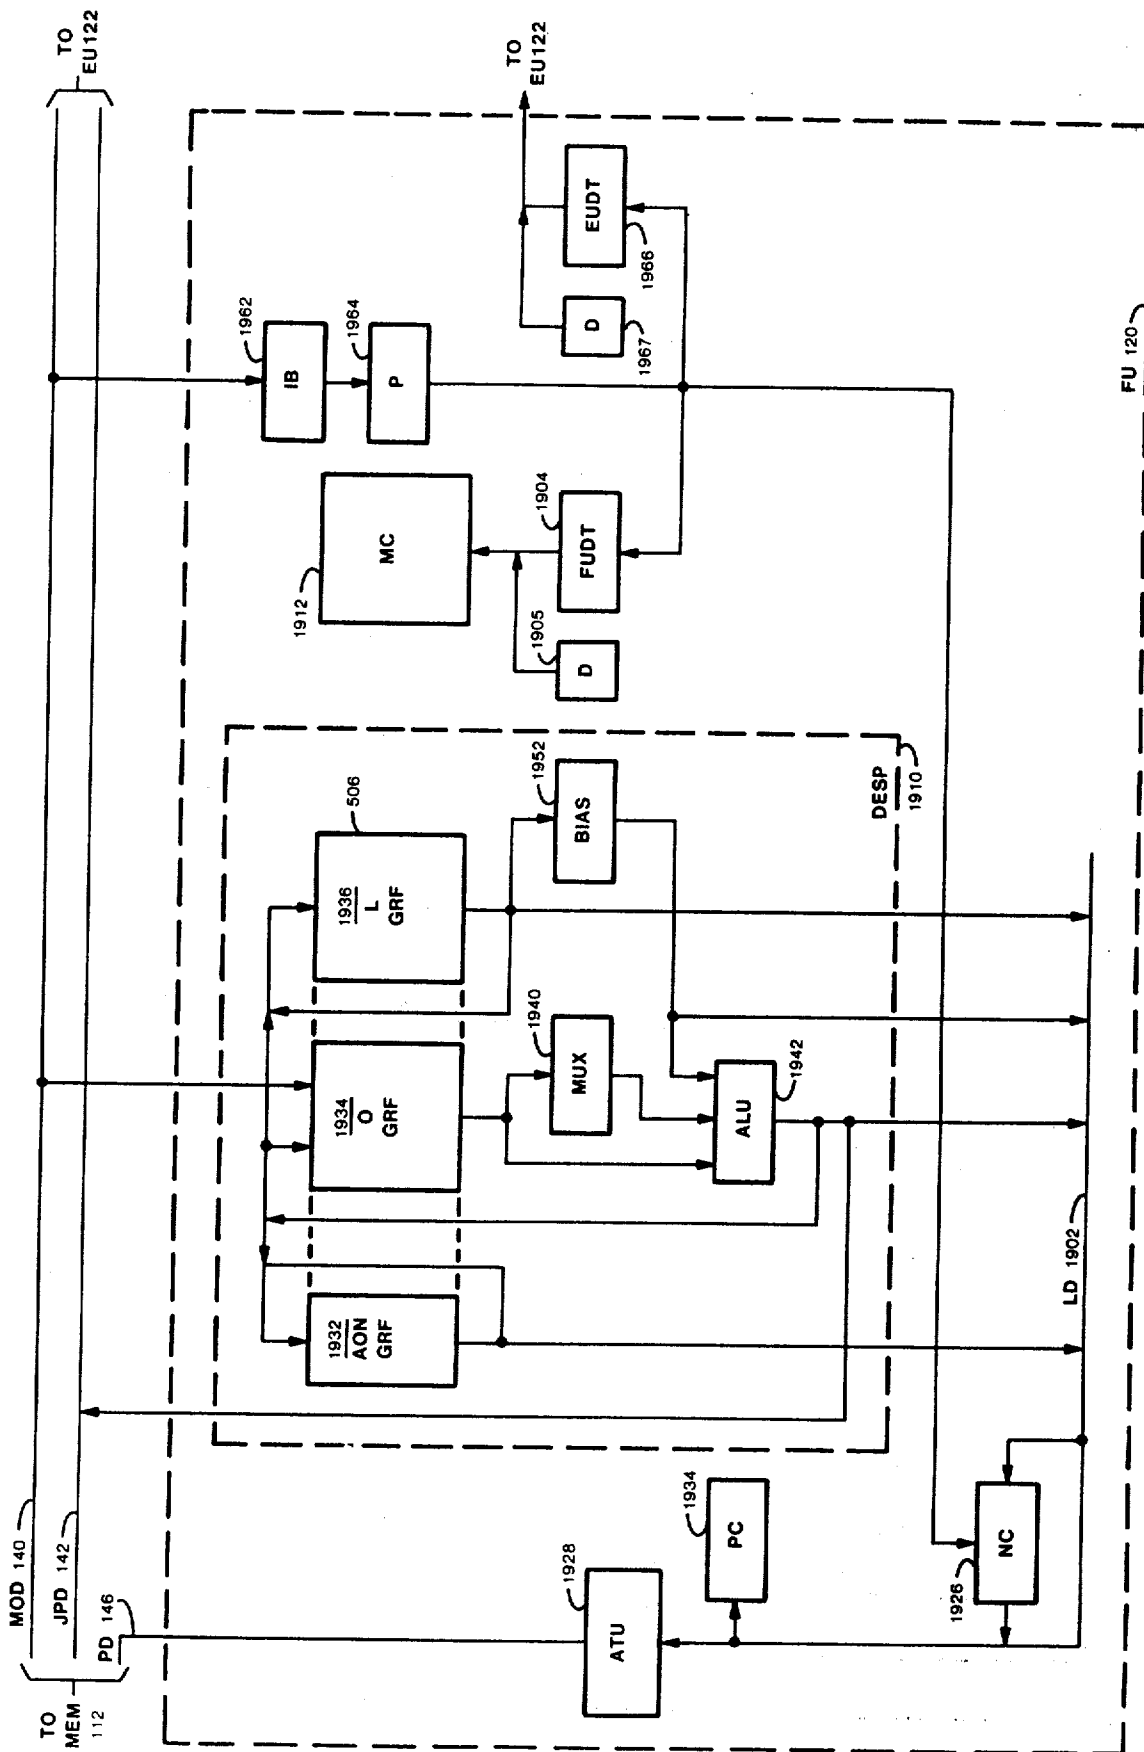 MOD 140
JPD 142
PD 146
TO
MEM
112
TO
EU122
TO
EU122
1928
ATU
1934
PC
1926
NC
LD 1902
1932
AON
GRF
1934
O
GRF
1936
L
GRF
506
1940
MUX
1942
ALU
1952
BIAS
DESP
1910
1912
MC
1905
D
1904
FUDT
1962
IB
1964
P
D
1967
EUDT
1966
FU 120